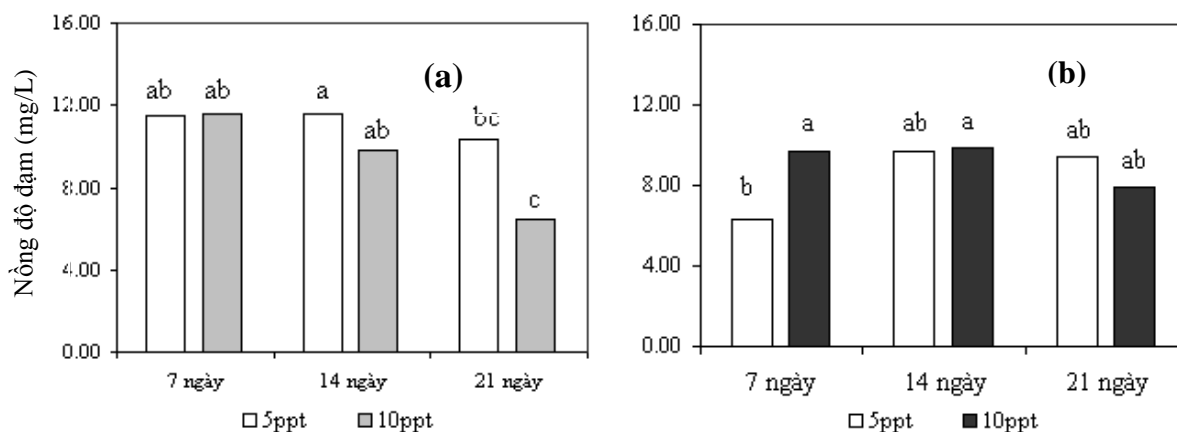 Nồng độ đạm (mg/L)
16.00
12.00
8.00
4.00
0.00
(a)
ab ab a ab bc c
7 ngày 14 ngày 21 ngày
5ppt 10ppt
16.00
12.00
8.00
4.00
0.00
(b)
b a ab a ab ab
7 ngày 14 ngày 21 ngày
5ppt 10ppt